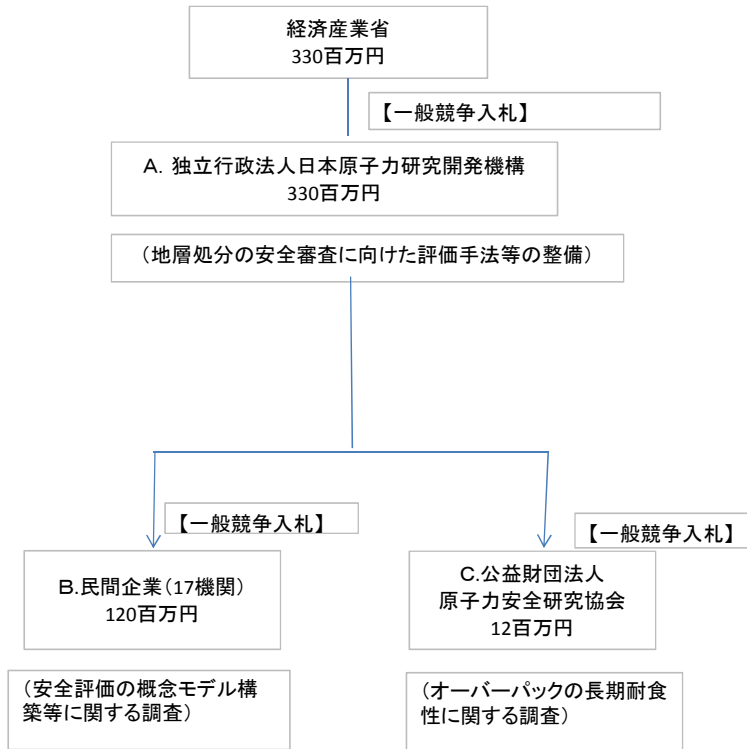 経済産業省
330百万円
【一般競争入札】
A. 独立行政法人日本原子力研究開発機構
330百万円
（地層処分の安全審査に向けた評価手法等の整備）
【一般競争入札】
【一般競争入札】
B.民間企業（17機関）
120百万円
C.公益財団法人
原子力安全研究協会
12百万円
（安全評価の概念モデル構
築等に関する調査）
（オーバーパックの長期耐食
性に関する調査）